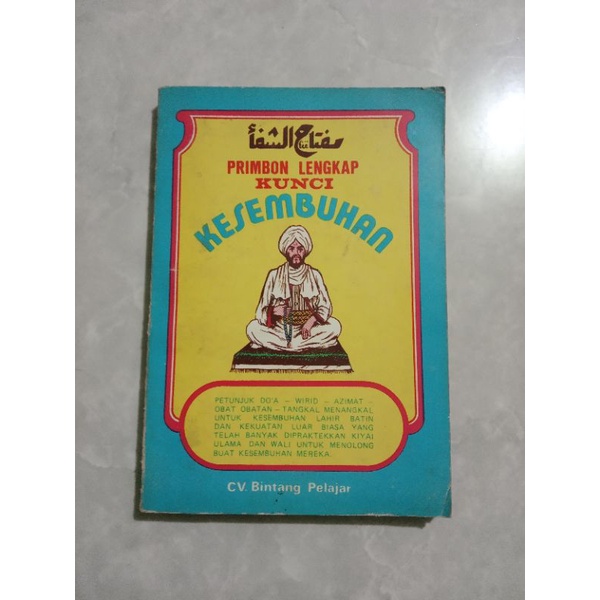 مفتاح الشفأ
PRIMBON LENGKAP
KUNCI
KESEMBUHAN
PETUNJUK DO'A - WIRID - AZIMAT -
OBAT OBATAN - TANGKAL MENANGKAL
UNTUK KESEMBUHAN LAHIR BATIN
DAN KEKUATAN LUAR BIASA YANG
TELAH BANYAK DIPRAKTEKKAN KIYAI
ULAMA DAN WALI UNTUK MENOLONG
BUAT KESEMBUHAN MEREKA.
CV. Bintang Pelajar